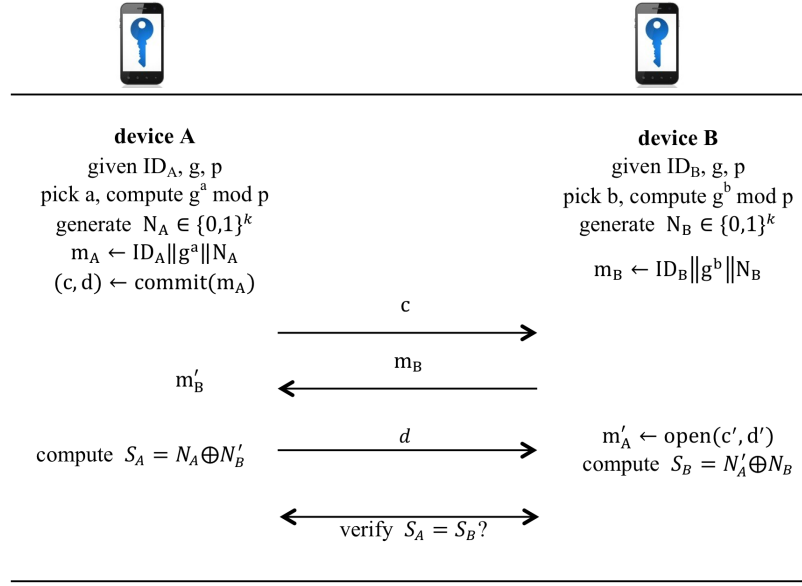 device A
given ID_A, g, p
pick a, compute g^a mod p
generate N_A ∈ {0,1}^k
m_A ← ID_A‖g^a‖N_A
(c, d) ← commit(m_A)
device B
given ID_B, g, p
pick b, compute g^b mod p
generate N_B ∈ {0,1}^k
m_B ← ID_B‖g^b‖N_B
c
m_B
m′_B
d
compute S_A = N_A⊕N′_B
m′_A ← open(c′, d′)
compute S_B = N′_A⊕N_B
verify S_A = S_B?